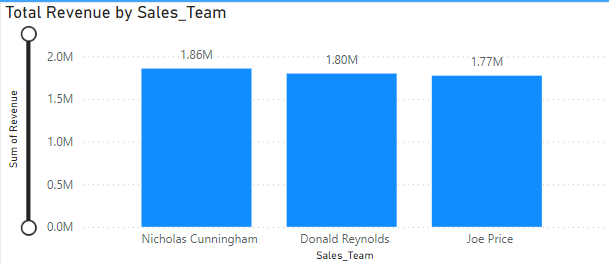 Total Revenue by Sales_Team
Sum of Revenue
2.0M
1.5M
1.0M
0.5M
0.0M
1.86M
1.80M
1.77M
Nicholas Cunningham
Donald Reynolds
Joe Price
Sales_Team